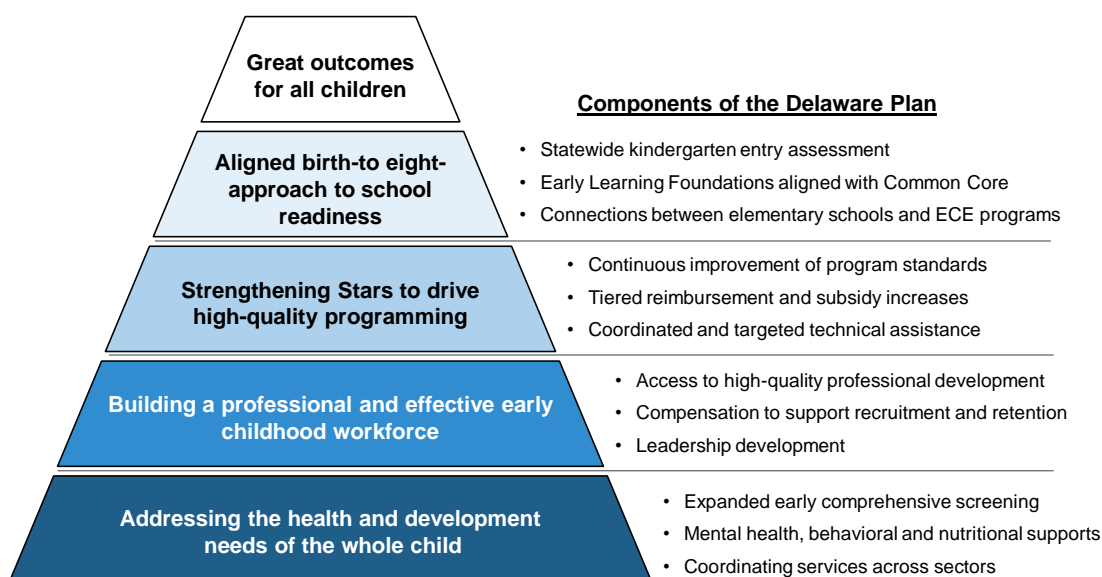 Great outcomes
for all children
Components of the Delaware Plan
Aligned birth-to eight-
approach to school
readiness
• Statewide kindergarten entry assessment
• Early Learning Foundations aligned with Common Core
• Connections between elementary schools and ECE programs
Strengthening Stars to drive
high-quality programming
• Continuous improvement of program standards
• Tiered reimbursement and subsidy increases
• Coordinated and targeted technical assistance
Building a professional and effective early
childhood workforce
• Access to high-quality professional development
• Compensation to support recruitment and retention
• Leadership development
Addressing the health and development
needs of the whole child
• Expanded early comprehensive screening
• Mental health, behavioral and nutritional supports
• Coordinating services across sectors